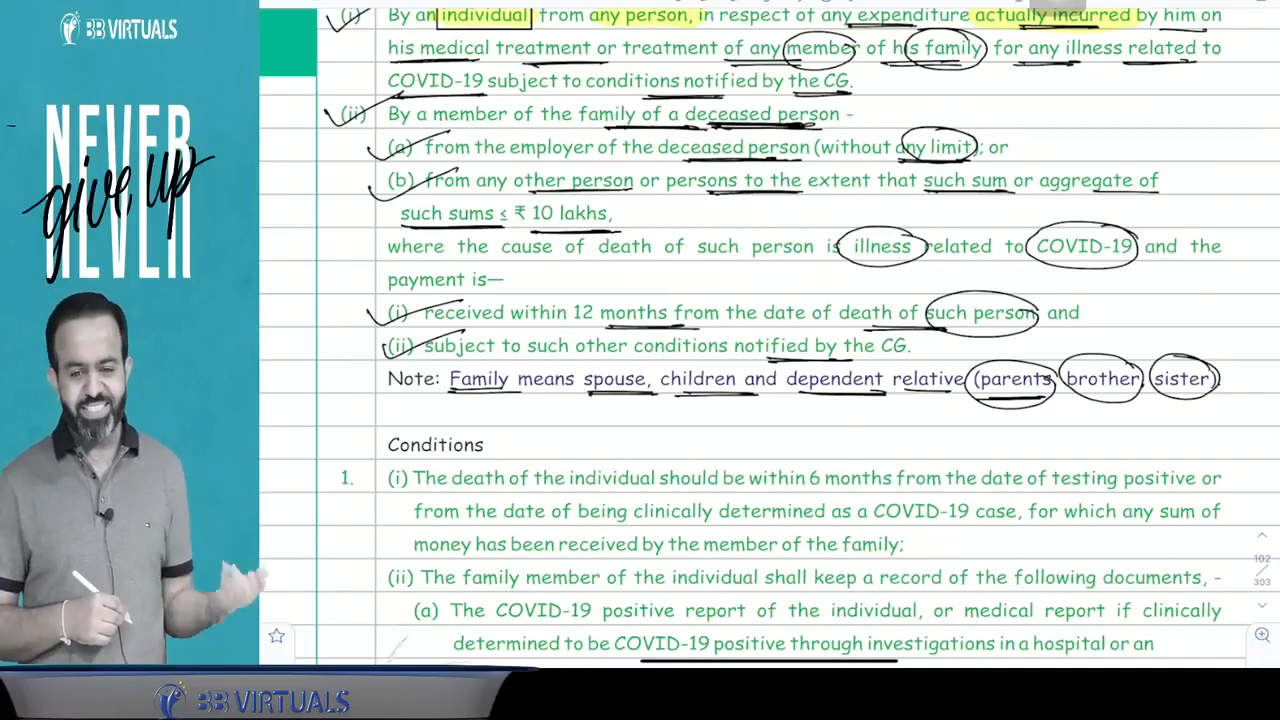 BB VIRTUALS
NEVER
give up
NEVER
(i) By an individual from any person, in respect of any expenditure actually incurred by him on
his medical treatment or treatment of any member of his family for any illness related to
COVID-19 subject to conditions notified by the CG.
(ii) By a member of the family of a deceased person -
(a) from the employer of the deceased person (without any limit); or
(b) from any other person or persons to the extent that such sum or aggregate of
such sums ≤ ₹ 10 lakhs,
where the cause of death of such person is illness related to COVID-19 and the
payment is—
(i) received within 12 months from the date of death of such person and
(ii) subject to such other conditions notified by the CG.
Note: Family means spouse, children and dependent relative (parents, brother, sister).
Conditions
1. (i) The death of the individual should be within 6 months from the date of testing positive or
from the date of being clinically determined as a COVID-19 case, for which any sum of
money has been received by the member of the family;
(ii) The family member of the individual shall keep a record of the following documents, -
(a) The COVID-19 positive report of the individual, or medical report if clinically
determined to be COVID-19 positive through investigations in a hospital or an
102
303
BB VIRTUALS